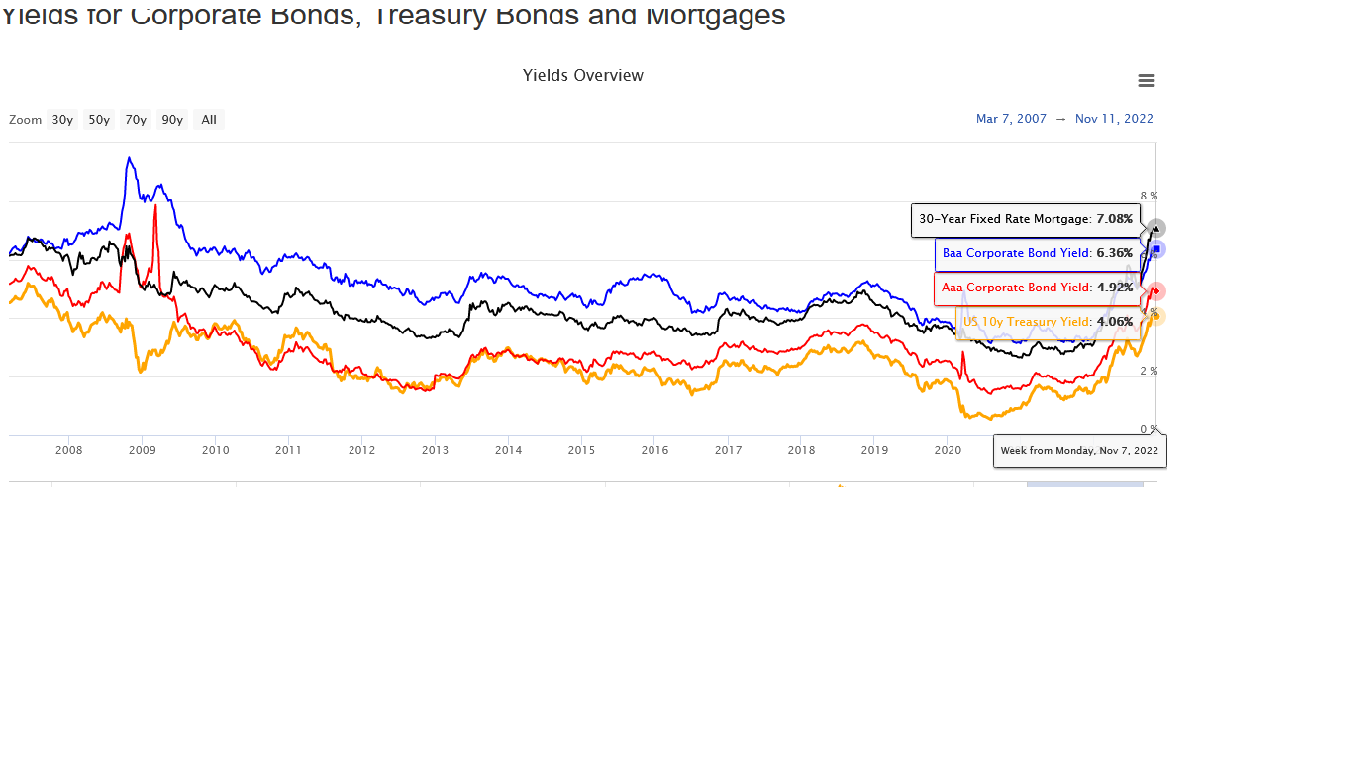 Yields for Corporate Bonds, Treasury Bonds and Mortgages
Yields Overview
Zoom 30y 50y 70y 90y All
Mar 7, 2007 → Nov 11, 2022
8 %
30-Year Fixed Rate Mortgage: 7.08%
Baa Corporate Bond Yield: 6.36%
Aaa Corporate Bond Yield: 4.92%
US 10y Treasury Yield: 4.06%
2 %
0 %
2008 2009 2010 2011 2012 2013 2014 2015 2016 2017 2018 2019 2020
Week from Monday, Nov 7, 2022